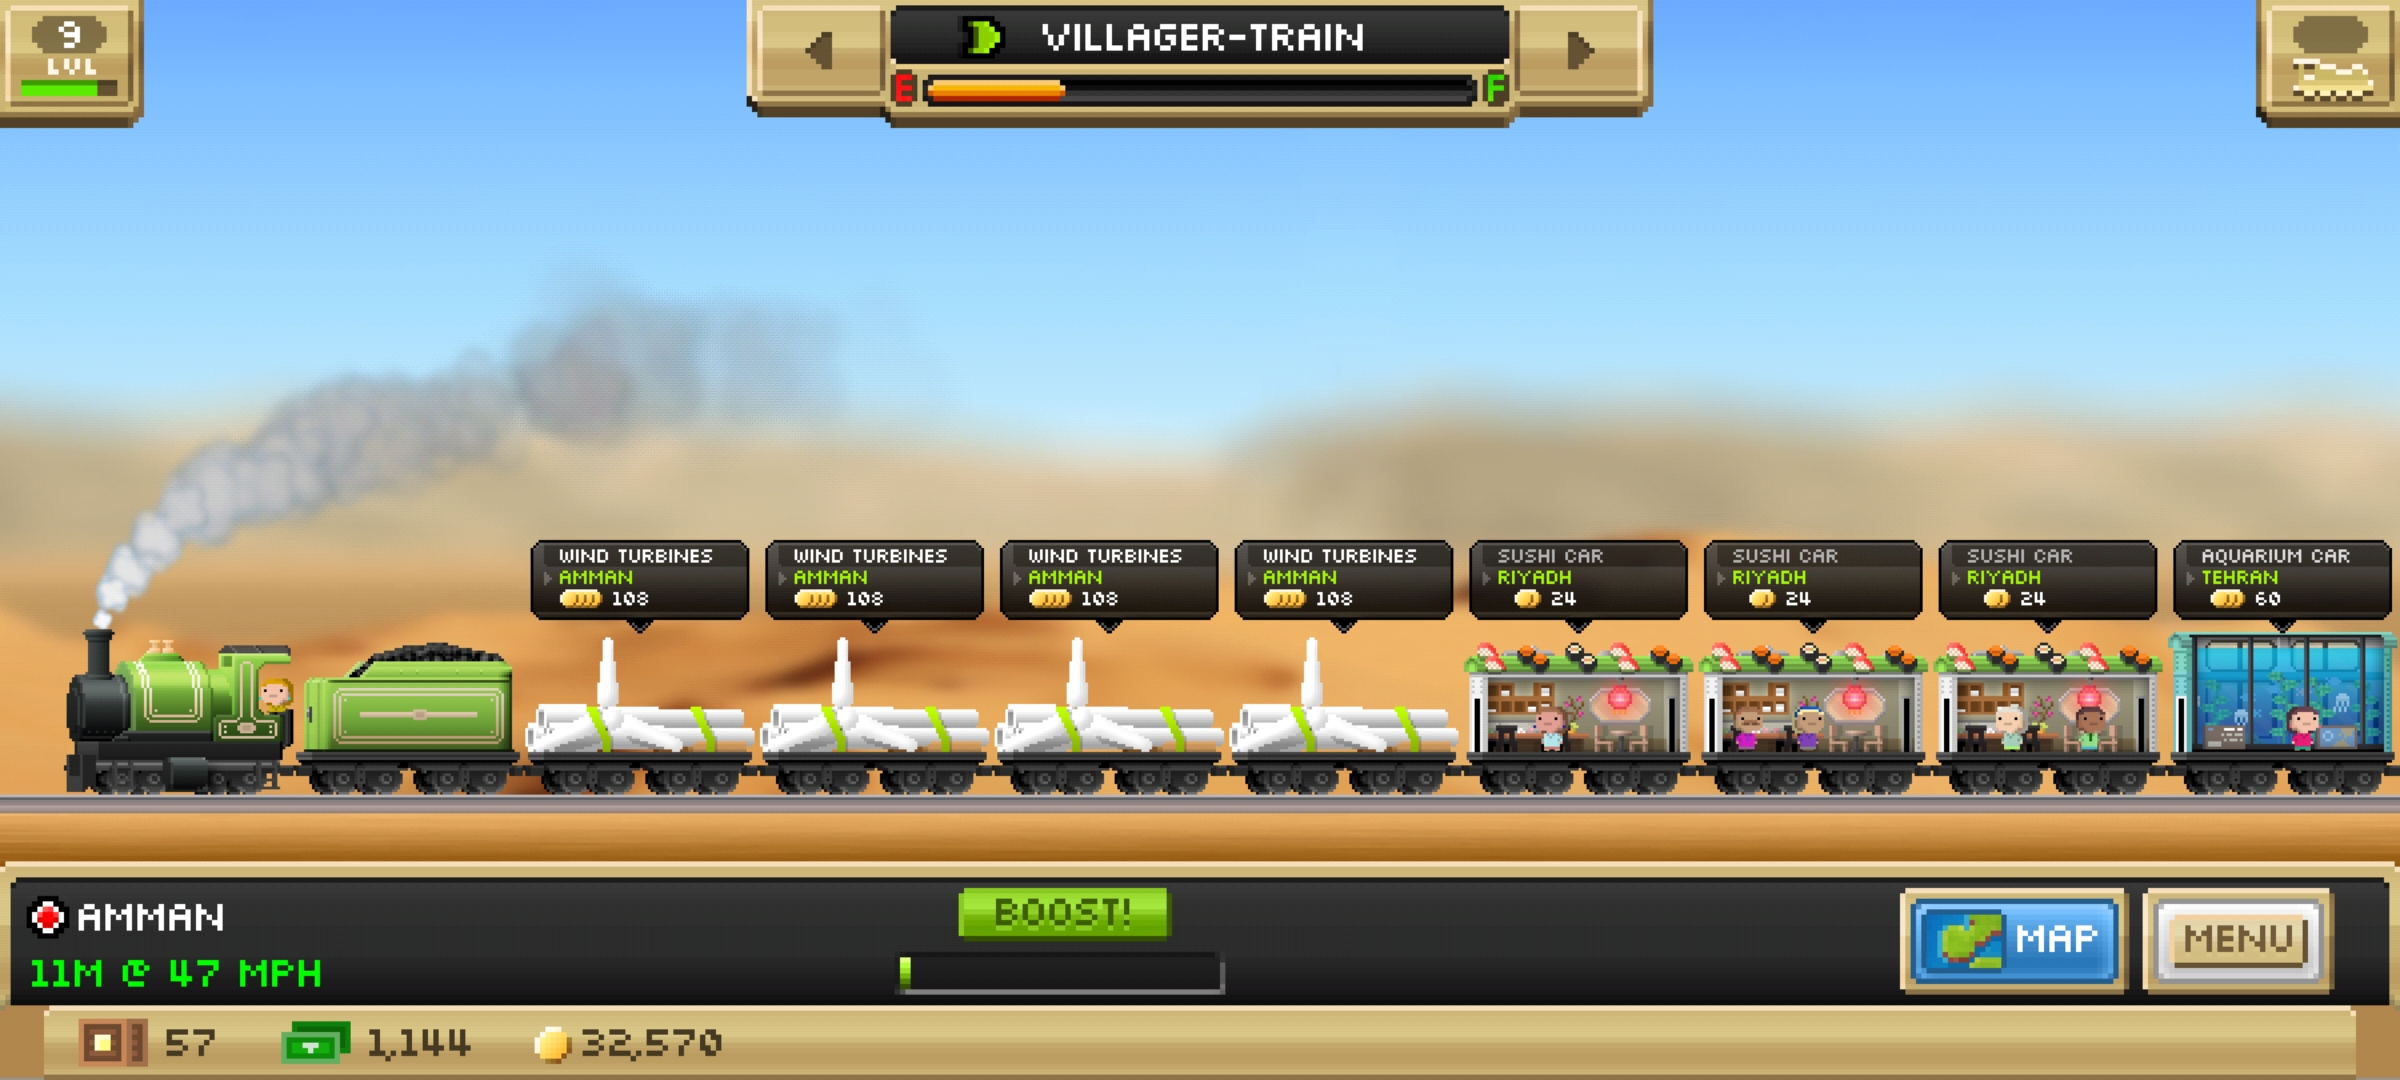 9
LVL
VILLAGER-TRAIN
E F
WIND TURBINES
AMMAN
108
WIND TURBINES
AMMAN
108
WIND TURBINES
AMMAN
108
WIND TURBINES
AMMAN
108
SUSHI CAR
RIYADH
24
SUSHI CAR
RIYADH
24
SUSHI CAR
RIYADH
24
AQUARIUM CAR
TEHRAN
60
AMMAN
11M @ 47 MPH
BOOST!
MAP
MENU
57 1,144 32,570